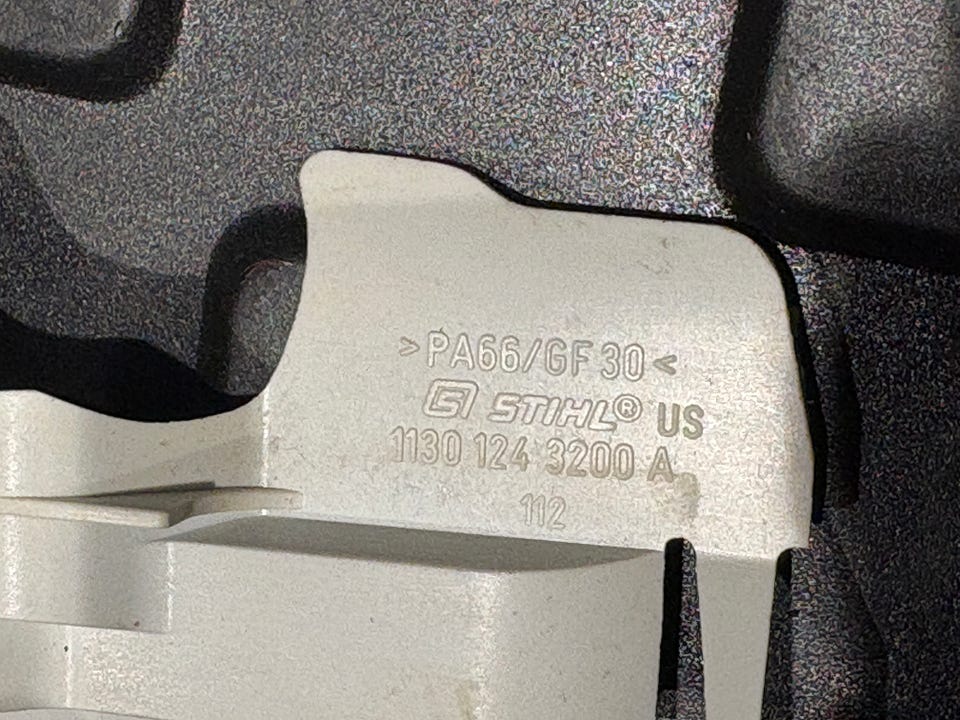 >PA66/GF30<
STIHL® US
1130 124 3200 A
112